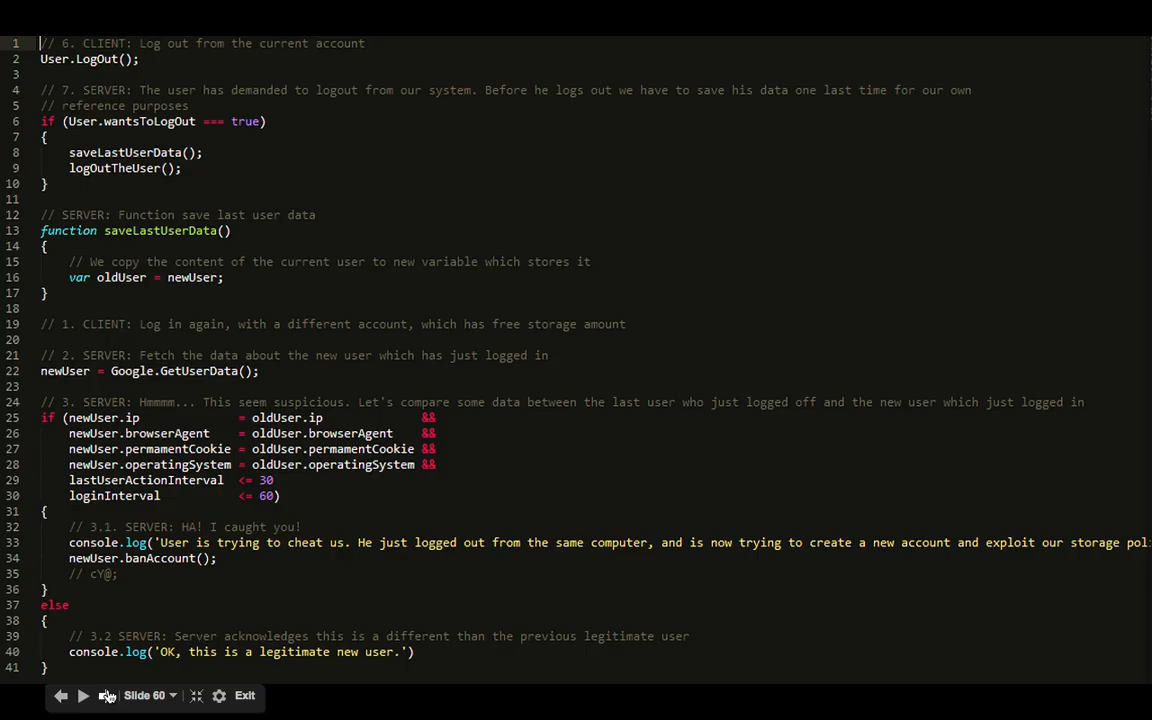 1 // 6. CLIENT: Log out from the current account
2 User.LogOut();
3
4 // 7. SERVER: The user has demanded to logout from our system. Before he logs out we have to save his data one last time for our own
5 // reference purposes
6 if (User.wantsToLogOut === true)
7 {
8 saveLastUserData();
9 logOutTheUser();
10 }
11
12 // SERVER: Function save last user data
13 function saveLastUserData()
14 {
15 // We copy the content of the current user to new variable which stores it
16 var oldUser = newUser;
17 }
18
19 // 1. CLIENT: Log in again, with a different account, which has free storage amount
20
21 // 2. SERVER: Fetch the data about the new user which has just logged in
22 newUser = Google.GetUserData();
23
24 // 3. SERVER: Hmmmm... This seem suspicious. Let's compare some data between the last user who just logged off and the new user which just logged in
25 if (newUser.ip = oldUser.ip &&
26 newUser.browserAgent = oldUser.browserAgent &&
27 newUser.permamentCookie = oldUser.permamentCookie &&
28 newUser.operatingSystem = oldUser.operatingSystem &&
29 lastUserActionInterval <= 30
30 loginInterval <= 60)
31 {
32 // 3.1. SERVER: HA! I caught you!
33 console.log('User is trying to cheat us. He just logged out from the same computer, and is now trying to create a new account and exploit our storage pol
34 newUser.banAccount();
35 // cY@;
36 }
37 else
38 {
39 // 3.2 SERVER: Server acknowledges this is a different than the previous legitimate user
40 console.log('OK, this is a legitimate new user.')
41 }
Slide 60 Exit